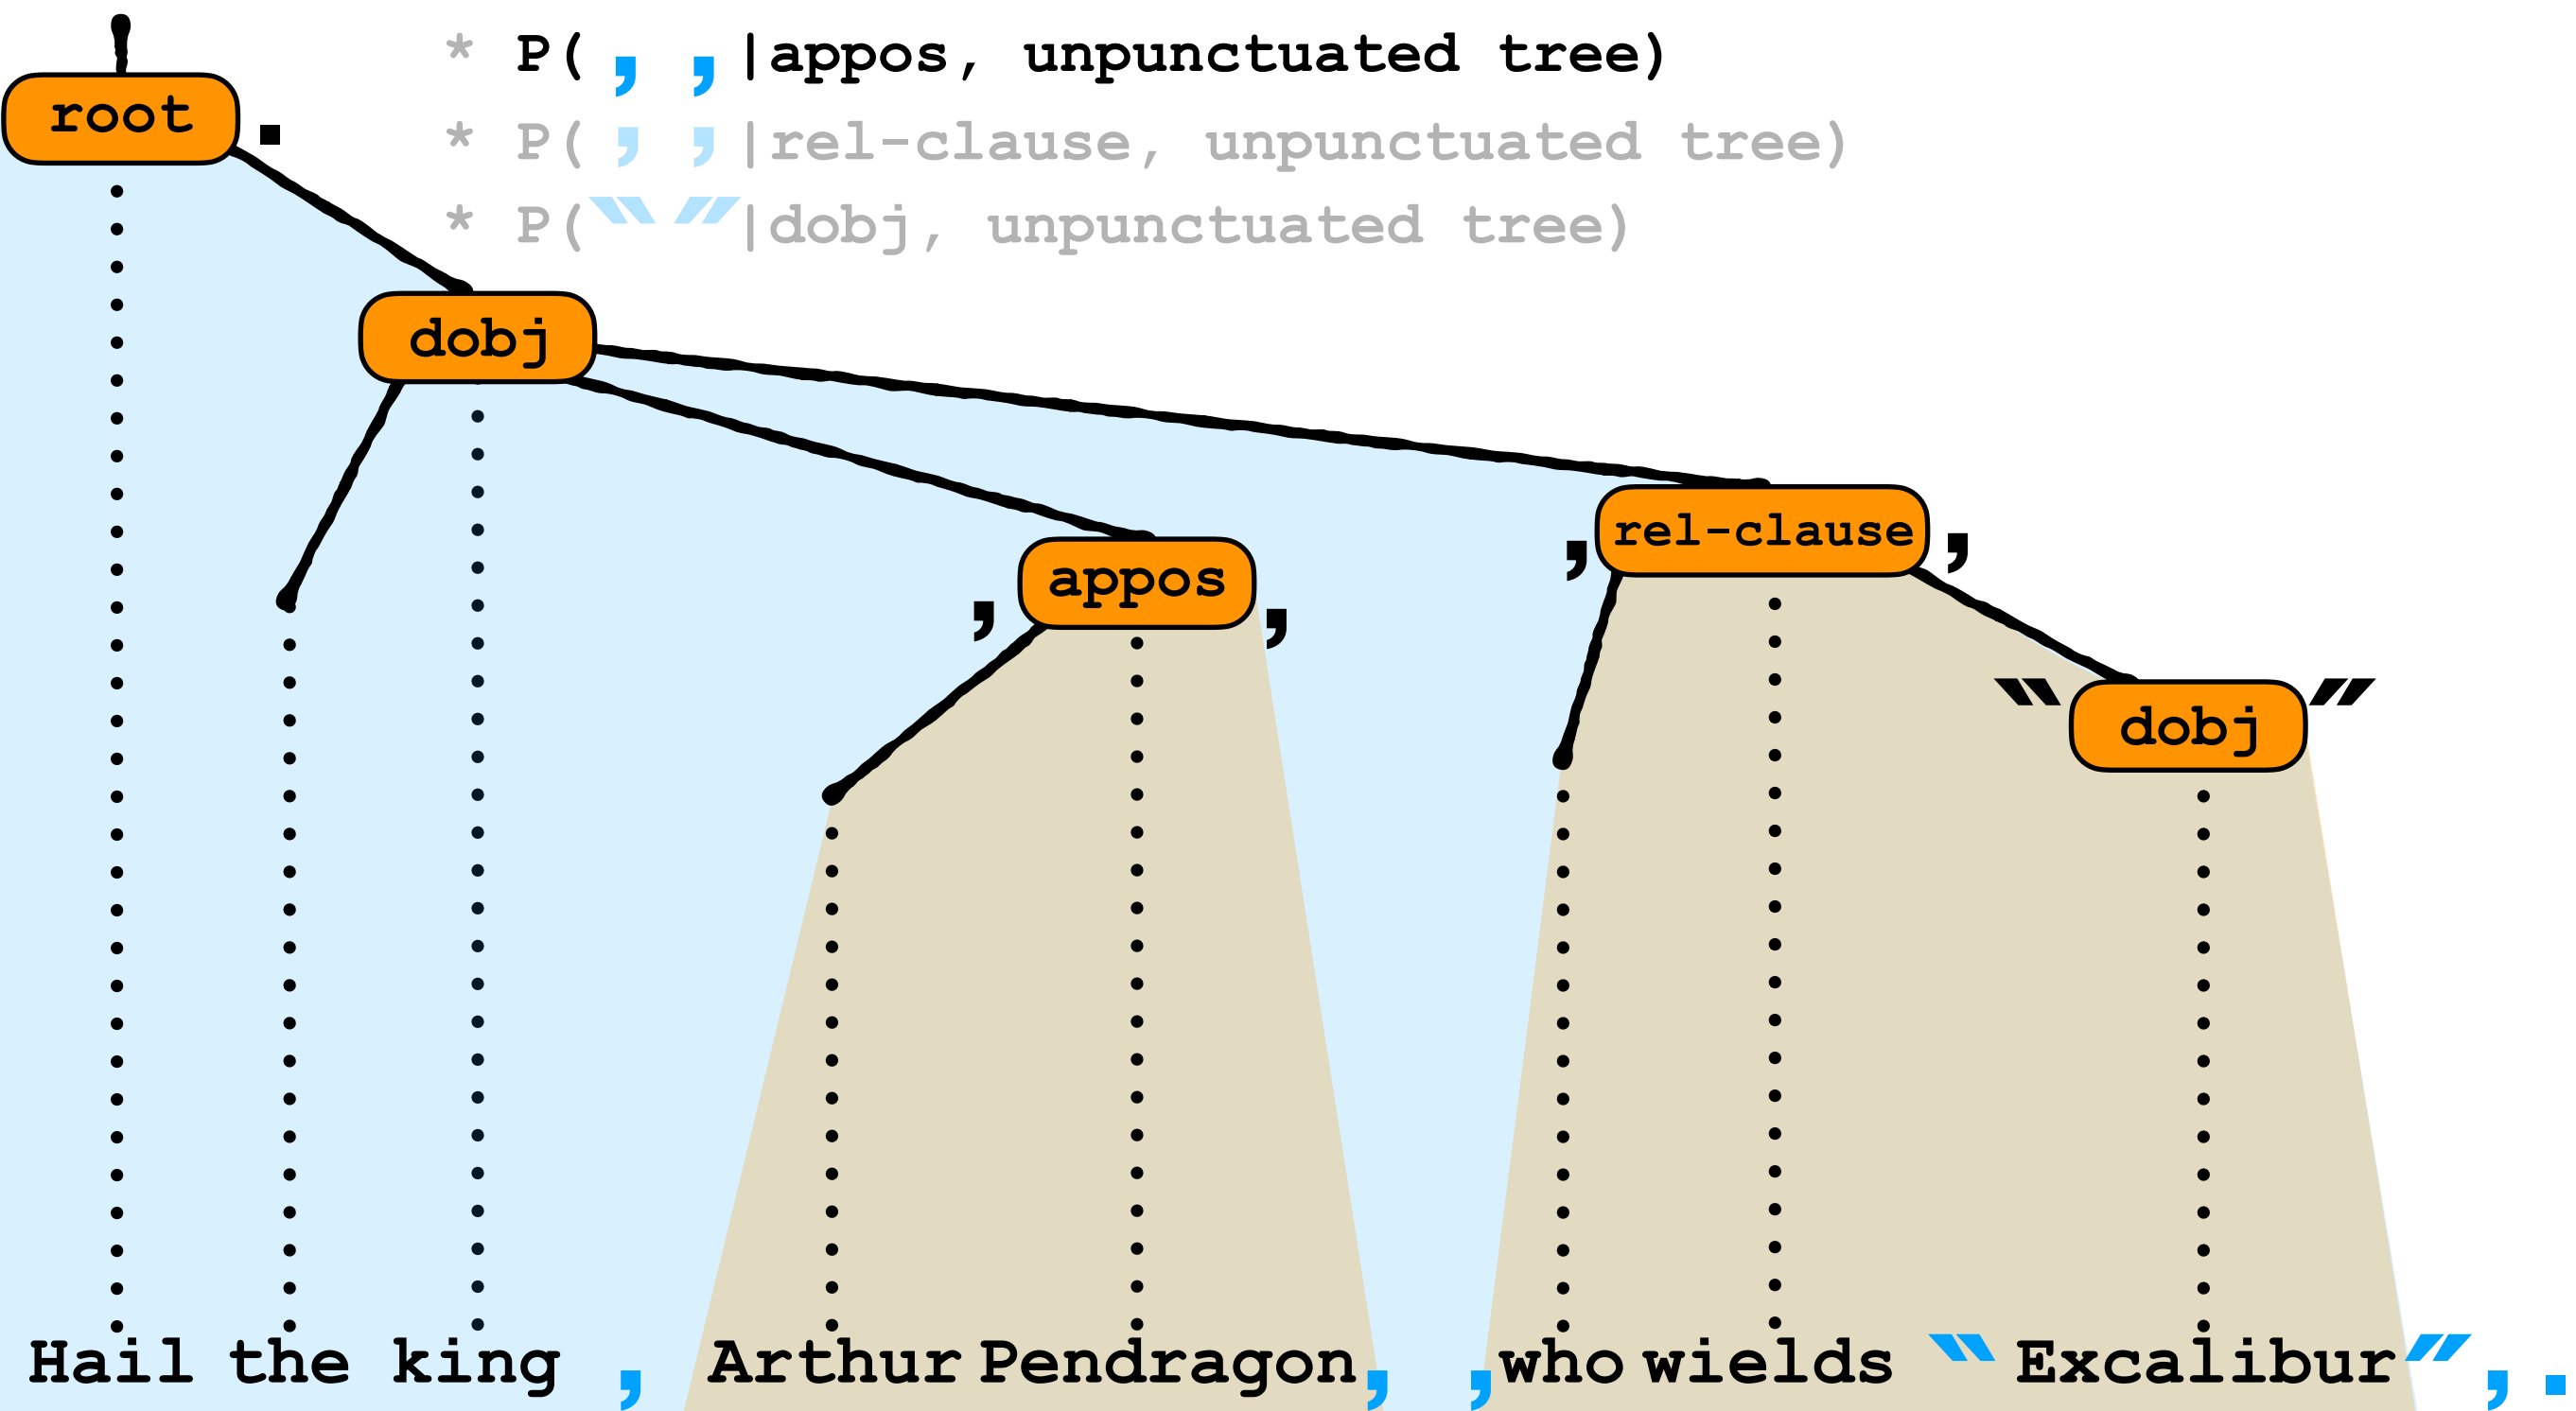 * P( , , |appos, unpunctuated tree)
root .
* P( , , |rel-clause, unpunctuated tree)
* P(“ ”|dobj, unpunctuated tree)
dobj
, rel-clause ,
, appos ,
“ dobj ”
Hail the king , Arthur Pendragon, ,who wields “ Excalibur”, .